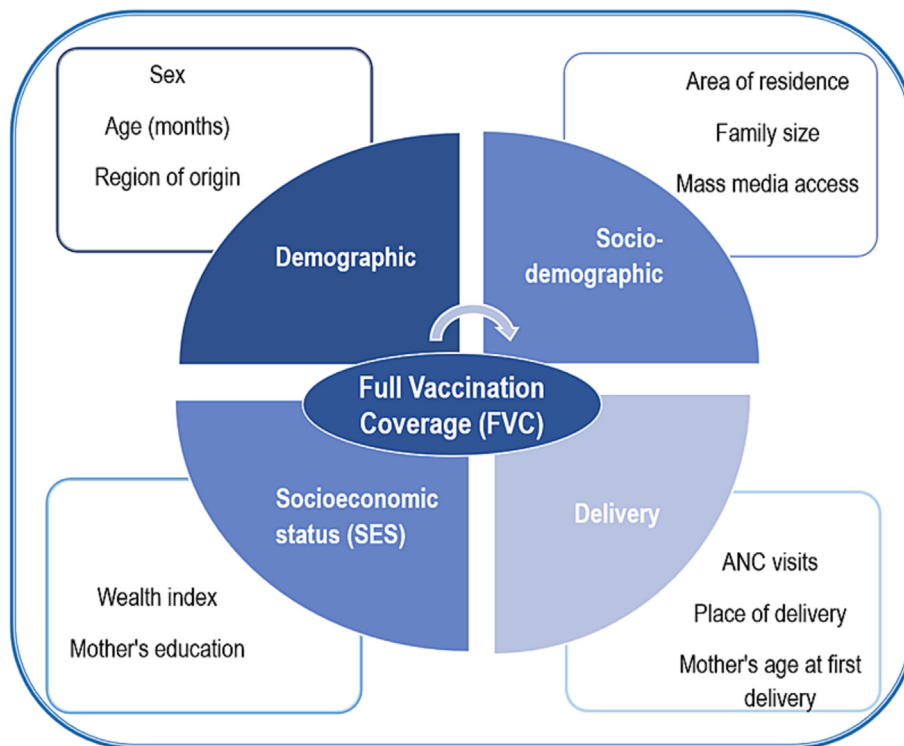 Sex
Age (months)
Region of origin
Area of residence
Family size
Mass media access
Demographic
Socio-
demographic
Full Vaccination
Coverage (FVC)
Socioeconomic
status (SES)
Delivery
Wealth index
Mother's education
ANC visits
Place of delivery
Mother's age at first
delivery